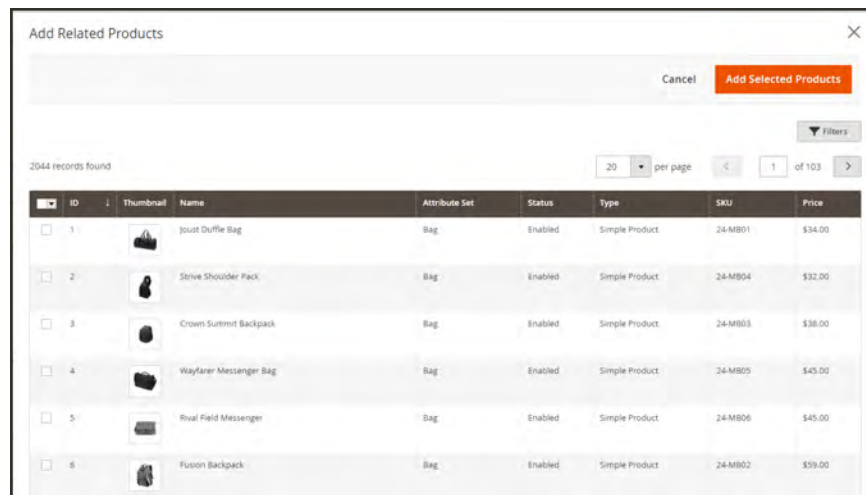 Add Related Products
Cancel Add Selected Products
Filters
2044 records found 20 per page 1 of 103
ID Thumbnail Name Attribute Set Status Type SKU Price
1 Joust Duffle Bag Bag Enabled Simple Product 24-MB01 $34.00
2 Strive Shoulder Pack Bag Enabled Simple Product 24-MB04 $32.00
3 Crown Summit Backpack Bag Enabled Simple Product 24-MB03 $38.00
4 Wayfarer Messenger Bag Bag Enabled Simple Product 24-MB05 $45.00
5 Rival Field Messenger Bag Enabled Simple Product 24-MB06 $45.00
6 Fusion Backpack Bag Enabled Simple Product 24-MB02 $59.00